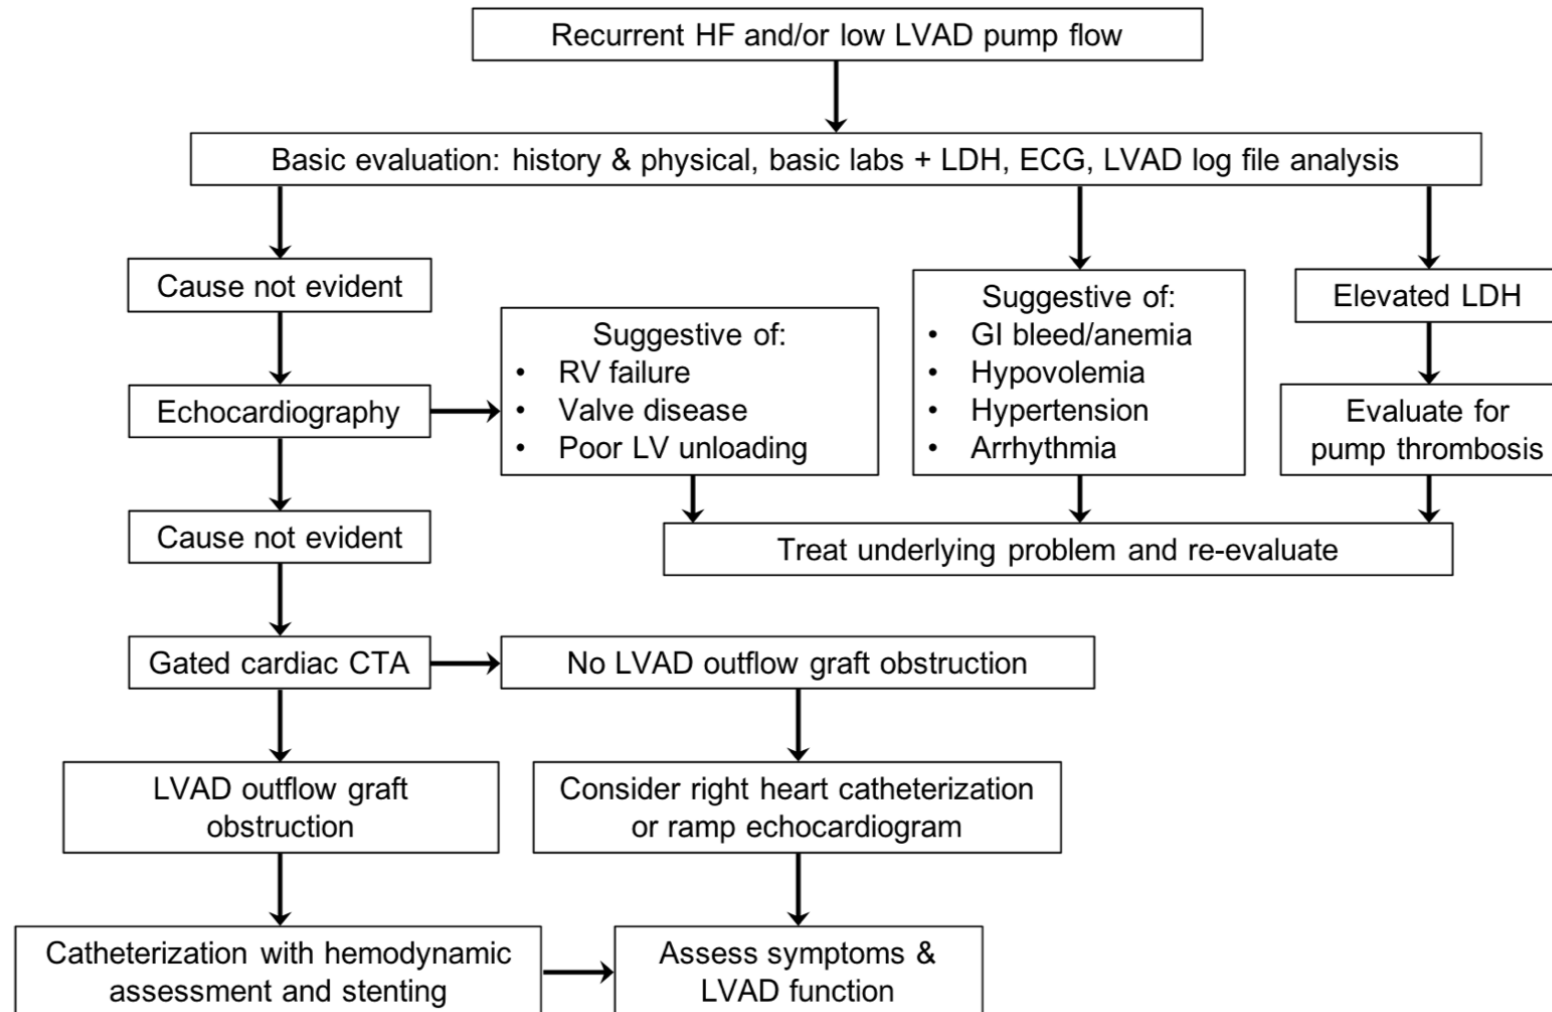 Recurrent HF and/or low LVAD pump flow
Basic evaluation: history & physical, basic labs + LDH, ECG, LVAD log file analysis
Cause not evident
Echocardiography
Suggestive of:
• RV failure
• Valve disease
• Poor LV unloading
Suggestive of:
• GI bleed/anemia
• Hypovolemia
• Hypertension
• Arrhythmia
Elevated LDH
Evaluate for
pump thrombosis
Cause not evident
Treat underlying problem and re-evaluate
Gated cardiac CTA
No LVAD outflow graft obstruction
LVAD outflow graft
obstruction
Consider right heart catheterization
or ramp echocardiogram
Catheterization with hemodynamic
assessment and stenting
Assess symptoms &
LVAD function